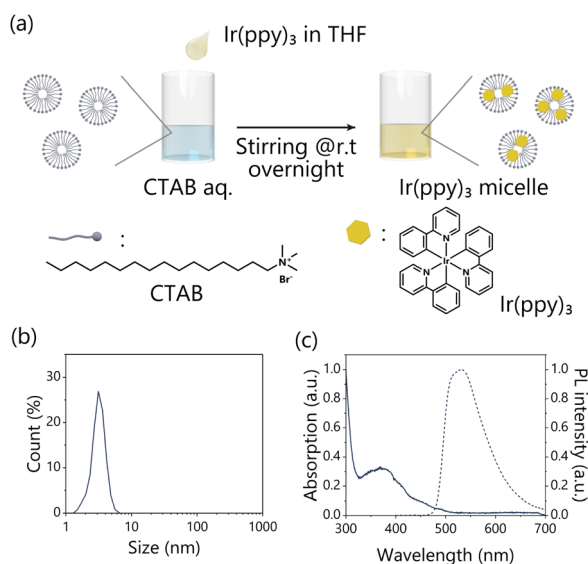 (a)
Ir(ppy)₃ in THF
Stirring @r.t
overnight
CTAB aq.
Ir(ppy)₃ micelle
:
N⁺
Br⁻
CTAB
:
N
Ir
N
N
Ir(ppy)₃
(b)
Count (%)
30
20
10
0
1
10
100
1000
Size (nm)
(c)
Absorption (a.u.)
1.0
0.8
0.6
0.4
0.2
0.0
300
400
500
600
700
1.0
0.8
0.6
0.4
0.2
0.0
PL intensity
(a.u.)
Wavelength (nm)